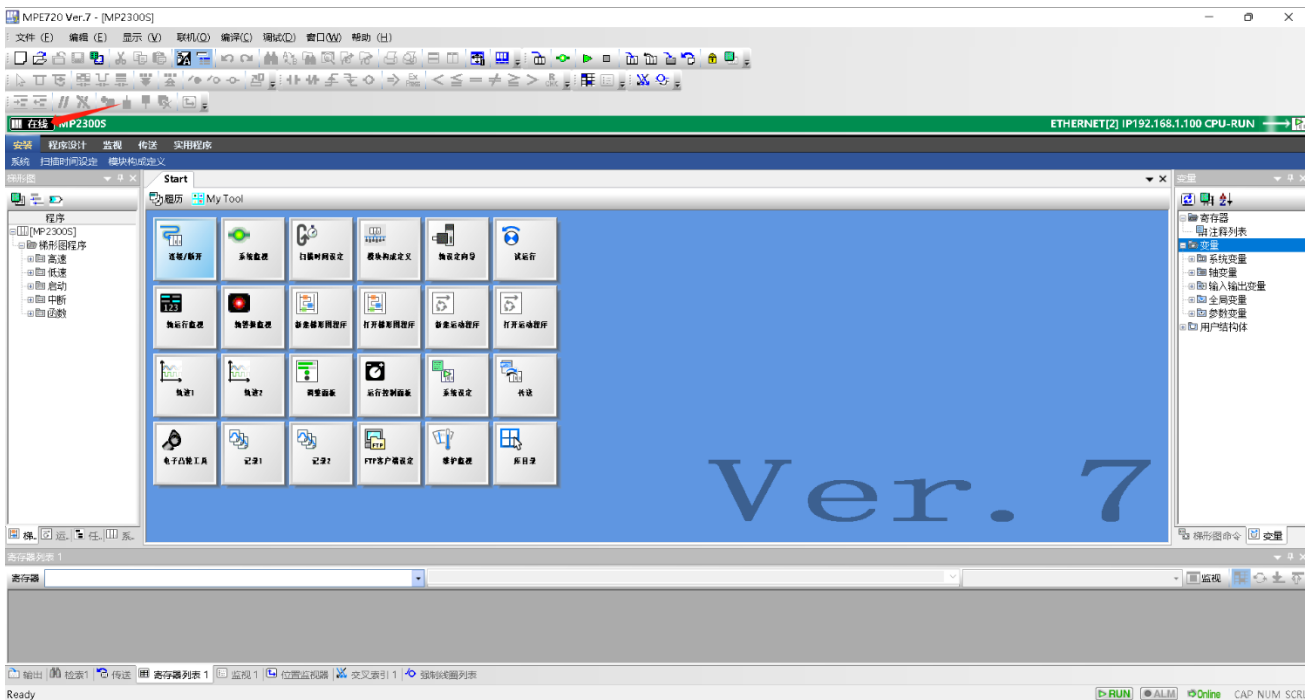 MPE720 Ver.7 - [MP2300S]
文件 (F) 编辑 (E) 显示 (V) 联机(O) 编译(C) 调试(D) 窗口(W) 帮助 (H)
在线 MP2300S ETHERNET[2] IP192.168.1.100 CPU-RUN
安装 程序设计 监视 传送 实用程序
系统 扫描时间设定 模块构成定义
梯形图 Start 变量
履历 My Tool
程序
[MP2300S]
梯形图程序
高速
低速
启动
中断
函数
连接/断开 系统监视 扫描时间设定 模块构成定义 轴设定向导 试运行
轴运行监视 轴警报监视 新建梯形图程序 打开梯形图程序 新建运动程序 打开运动程序
轨迹1 轨迹2 调整面板 运行控制面板 系统设定 传送
电子凸轮工具 记录1 记录2 FTP客户端设定 维护监视 库目录
寄存器
注释列表
变量
系统变量
轴变量
输入输出变量
全局变量
参数变量
用户结构体
Ver. 7
梯.. 运.. 任.. 系.. 梯形图命令 变量
寄存器列表 1
寄存器 监视
输出 检索1 传送 寄存器列表 1 监视 1 位置监视器 交叉索引 1 强制线圈列表
Ready RUN ALM Online CAP NUM SCRL